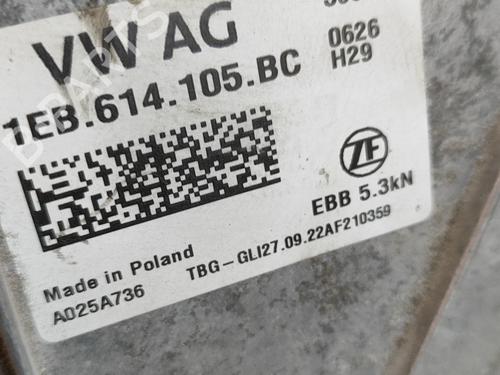 VW AG
0626
1EB.614.105.BC
H29
ZF
EBB 5.3kN
Made in Poland
TBG-GLI27.09.22AF210359
A025A736